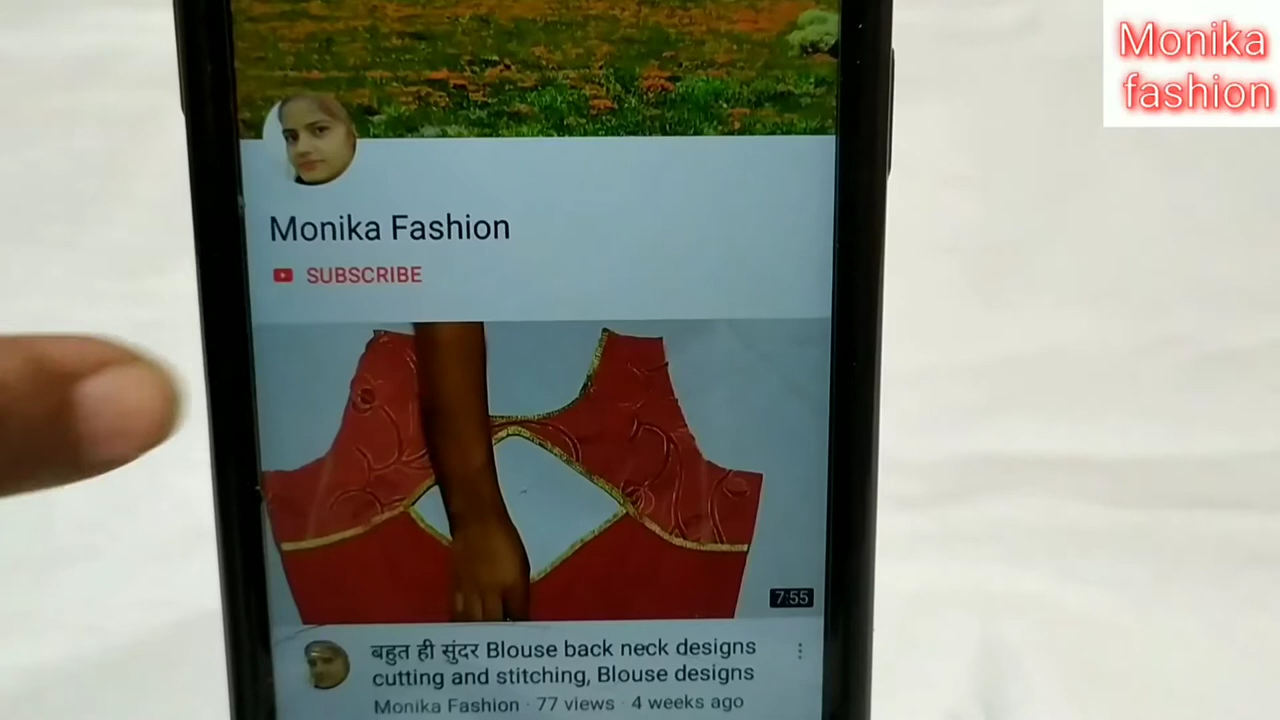 Monika
fashion
Monika Fashion
SUBSCRIBE
7:55
बहुत ही सुंदर Blouse back neck designs
cutting and stitching, Blouse designs
Monika Fashion · 77 views · 4 weeks ago